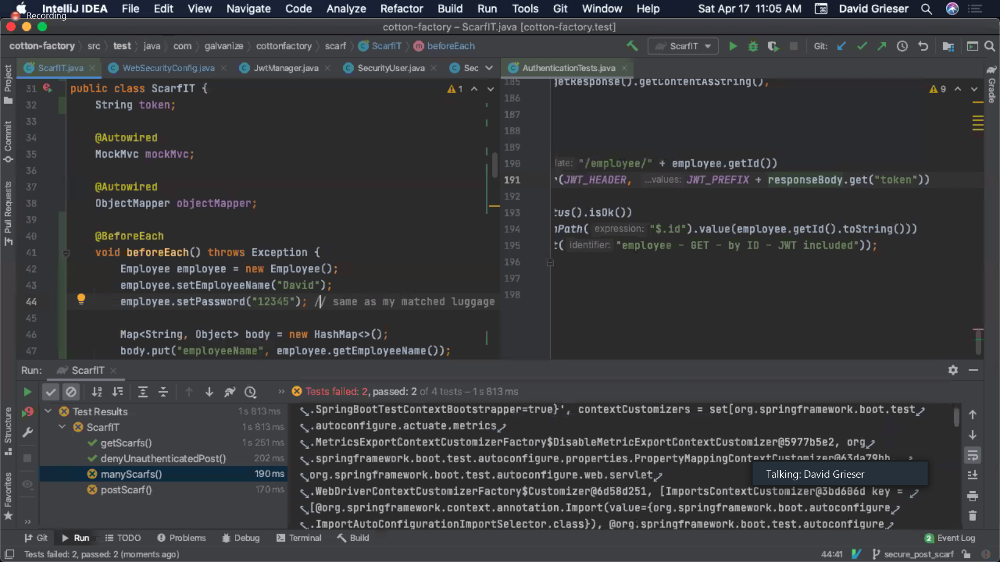 IntelliJ IDEA File Edit View Navigate Code Analyze Refactor Build Run Tools Git Window Help Sat Apr 17 11:05 AM David Grieser
Recording
cotton-factory – ScarfIT.java [cotton-factory.test]
cotton-factory src test java com galvanize cottonfactory scarf ScarfIT beforeEach ScarfIT Git:
ScarfIT.java WebSecurityConfig.java JwtManager.java SecurityUser.java Sec AuthenticationTests.java
Project
Commit
Pull Requests
Structure
Favorites
Gradle
31 public class ScarfIT {
1
32 String token;
33
34 @Autowired
35 MockMvc mockMvc;
36
37 @Autowired
38 ObjectMapper objectMapper;
39
40 @BeforeEach
41 void beforeEach() throws Exception {
42 Employee employee = new Employee();
43 employee.setEmployeeName("David");
44 employee.setPassword("12345"); // same as my matched luggage
45
46 Map<String, Object> body = new HashMap<>();
47 body.put("employeeName", employee.getEmployeeName());
185 getResponse().getContentAsString(),
9
186
187
188
189
190 late: "/employee/" + employee.getId())
191 (JWT_HEADER, ...values: JWT_PREFIX + responseBody.get("token"))
192
193 tus().isOk())
194 nPath( expression: "$.id").value(employee.getId().toString()))
195 t( identifier: "employee - GET - by ID - JWT included"));
196
197
198
Run: ScarfIT
Tests failed: 2, passed: 2 of 4 tests – 1 s 813 ms
Test Results 1 s 813 ms
ScarfIT 1 s 813 ms
getScarfs() 1 s 251 ms
denyUnauthenticatedPost() 202 ms
manyScarfs() 190 ms
postScarf() 170 ms
.SpringBootTestContextBootstrapper=true}', contextCustomizers = set[org.springframework.boot.test
.autoconfigure.actuate.metrics
.MetricsExportContextCustomizerFactory$DisableMetricExportContextCustomizer@5977b5e2, org
.springframework.boot.test.autoconfigure.properties.PropertyMappingContextCustomizer@63da79bb,
org.springframework.boot.test.autoconfigure.web.servlet
.WebDriverContextCustomizerFactory$Customizer@6d58d251, [ImportsContextCustomizer@3bd606d key =
[@org.springframework.context.annotation.Import(value={org.springframework.boot.autoconfigure
.ImportAutoConfigurationImportSelector.class}), @org.springframework.boot.test.autoconfigure
Talking: David Grieser
Git Run TODO Problems Debug Terminal Build 2 Event Log
Tests failed: 2, passed: 2 (moments ago) 44:41 secure_post_scarf